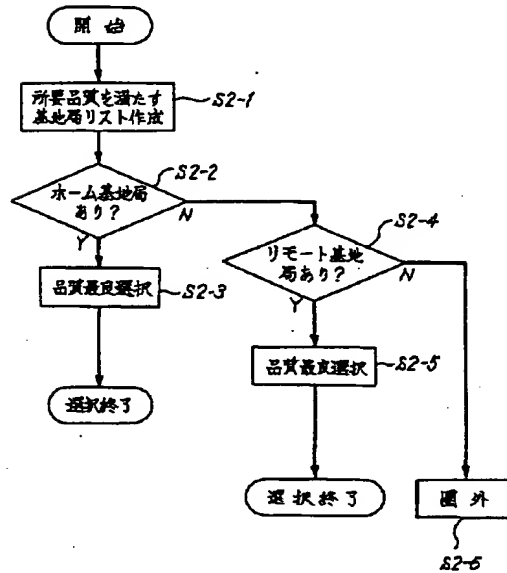 開始
所要品質を満たす
基地局リスト作成
S2-1
S2-2
ホーム基地局
あり?
N
Y
S2-3
品質最良選択
選択終了
S2-4
リモート基地
局あり?
N
Y
品質最良選択
S2-5
選択終了
圏外
S2-6